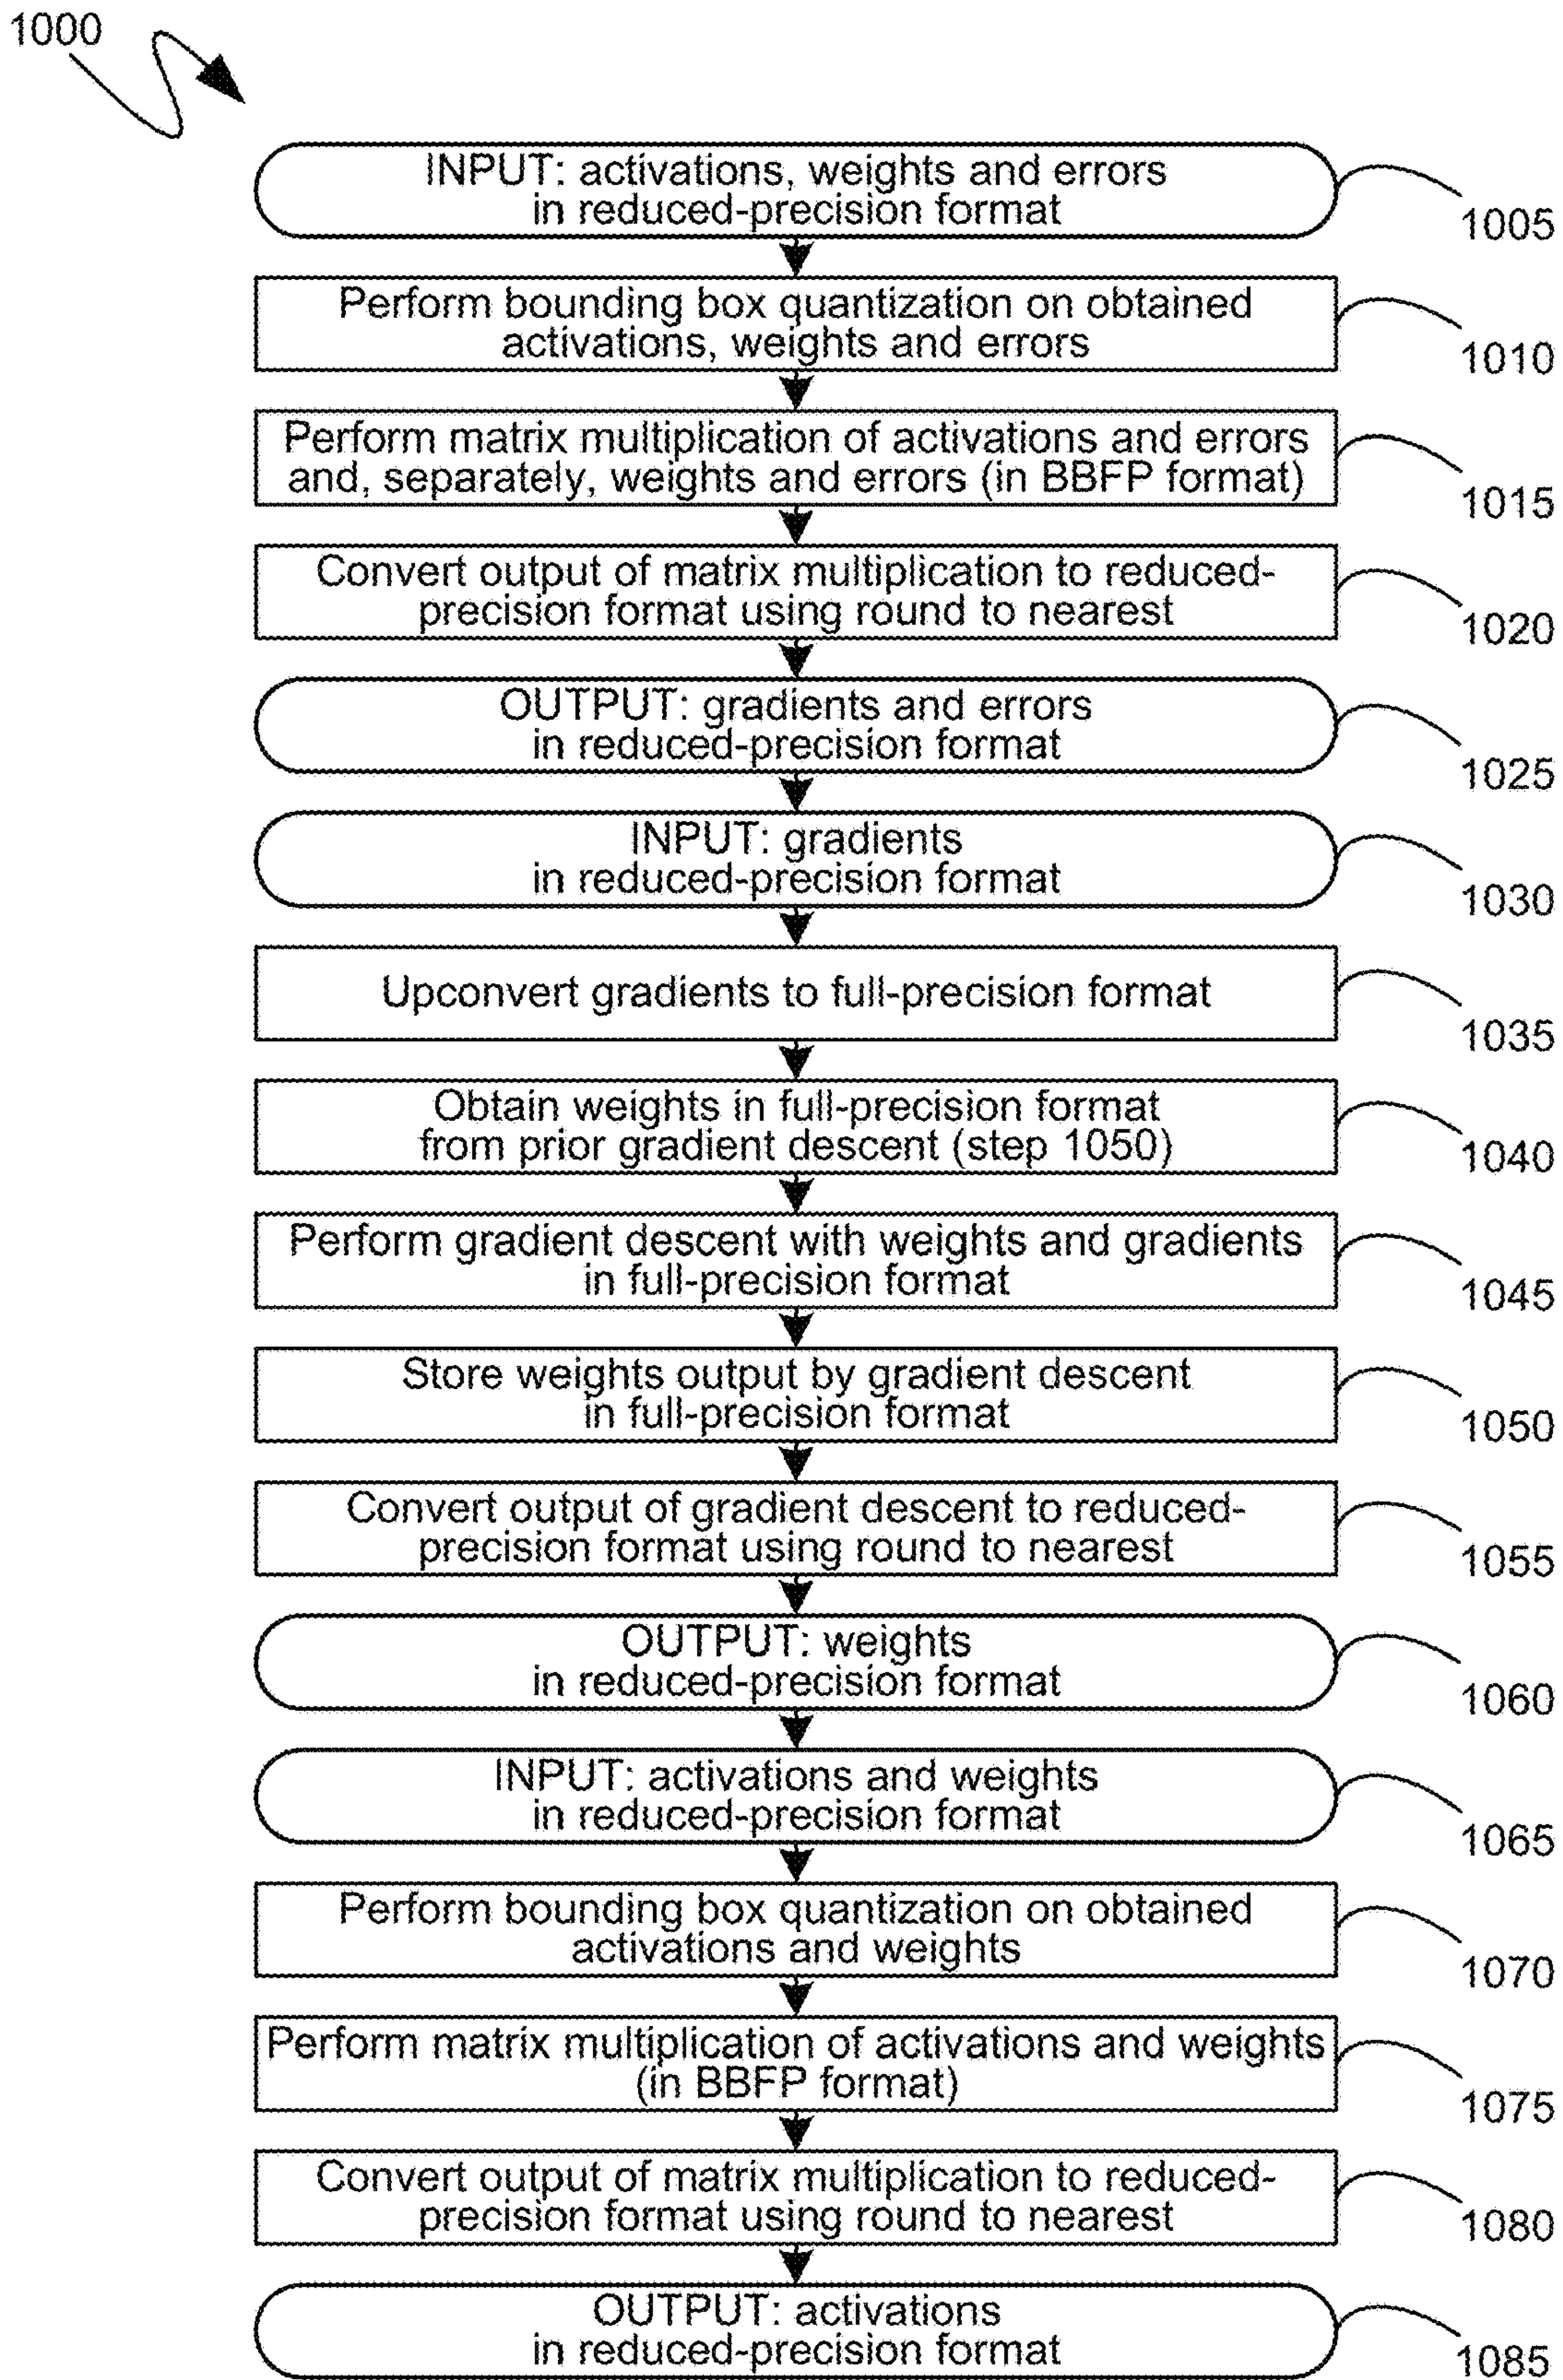 1000
INPUT: activations, weights and errors
in reduced-precision format
1005
Perform bounding box quantization on obtained
activations, weights and errors
1010
Perform matrix multiplication of activations and errors
and, separately, weights and errors (in BBFP format)
1015
Convert output of matrix multiplication to reduced-
precision format using round to nearest
1020
OUTPUT: gradients and errors
in reduced-precision format
1025
INPUT: gradients
in reduced-precision format
1030
Upconvert gradients to full-precision format
1035
Obtain weights in full-precision format
from prior gradient descent (step 1050)
1040
Perform gradient descent with weights and gradients
in full-precision format
1045
Store weights output by gradient descent
in full-precision format
1050
Convert output of gradient descent to reduced-
precision format using round to nearest
1055
OUTPUT: weights
in reduced-precision format
1060
INPUT: activations and weights
in reduced-precision format
1065
Perform bounding box quantization on obtained
activations and weights
1070
Perform matrix multiplication of activations and weights
(in BBFP format)
1075
Convert output of matrix multiplication to reduced-
precision format using round to nearest
1080
OUTPUT: activations
in reduced-precision format
1085